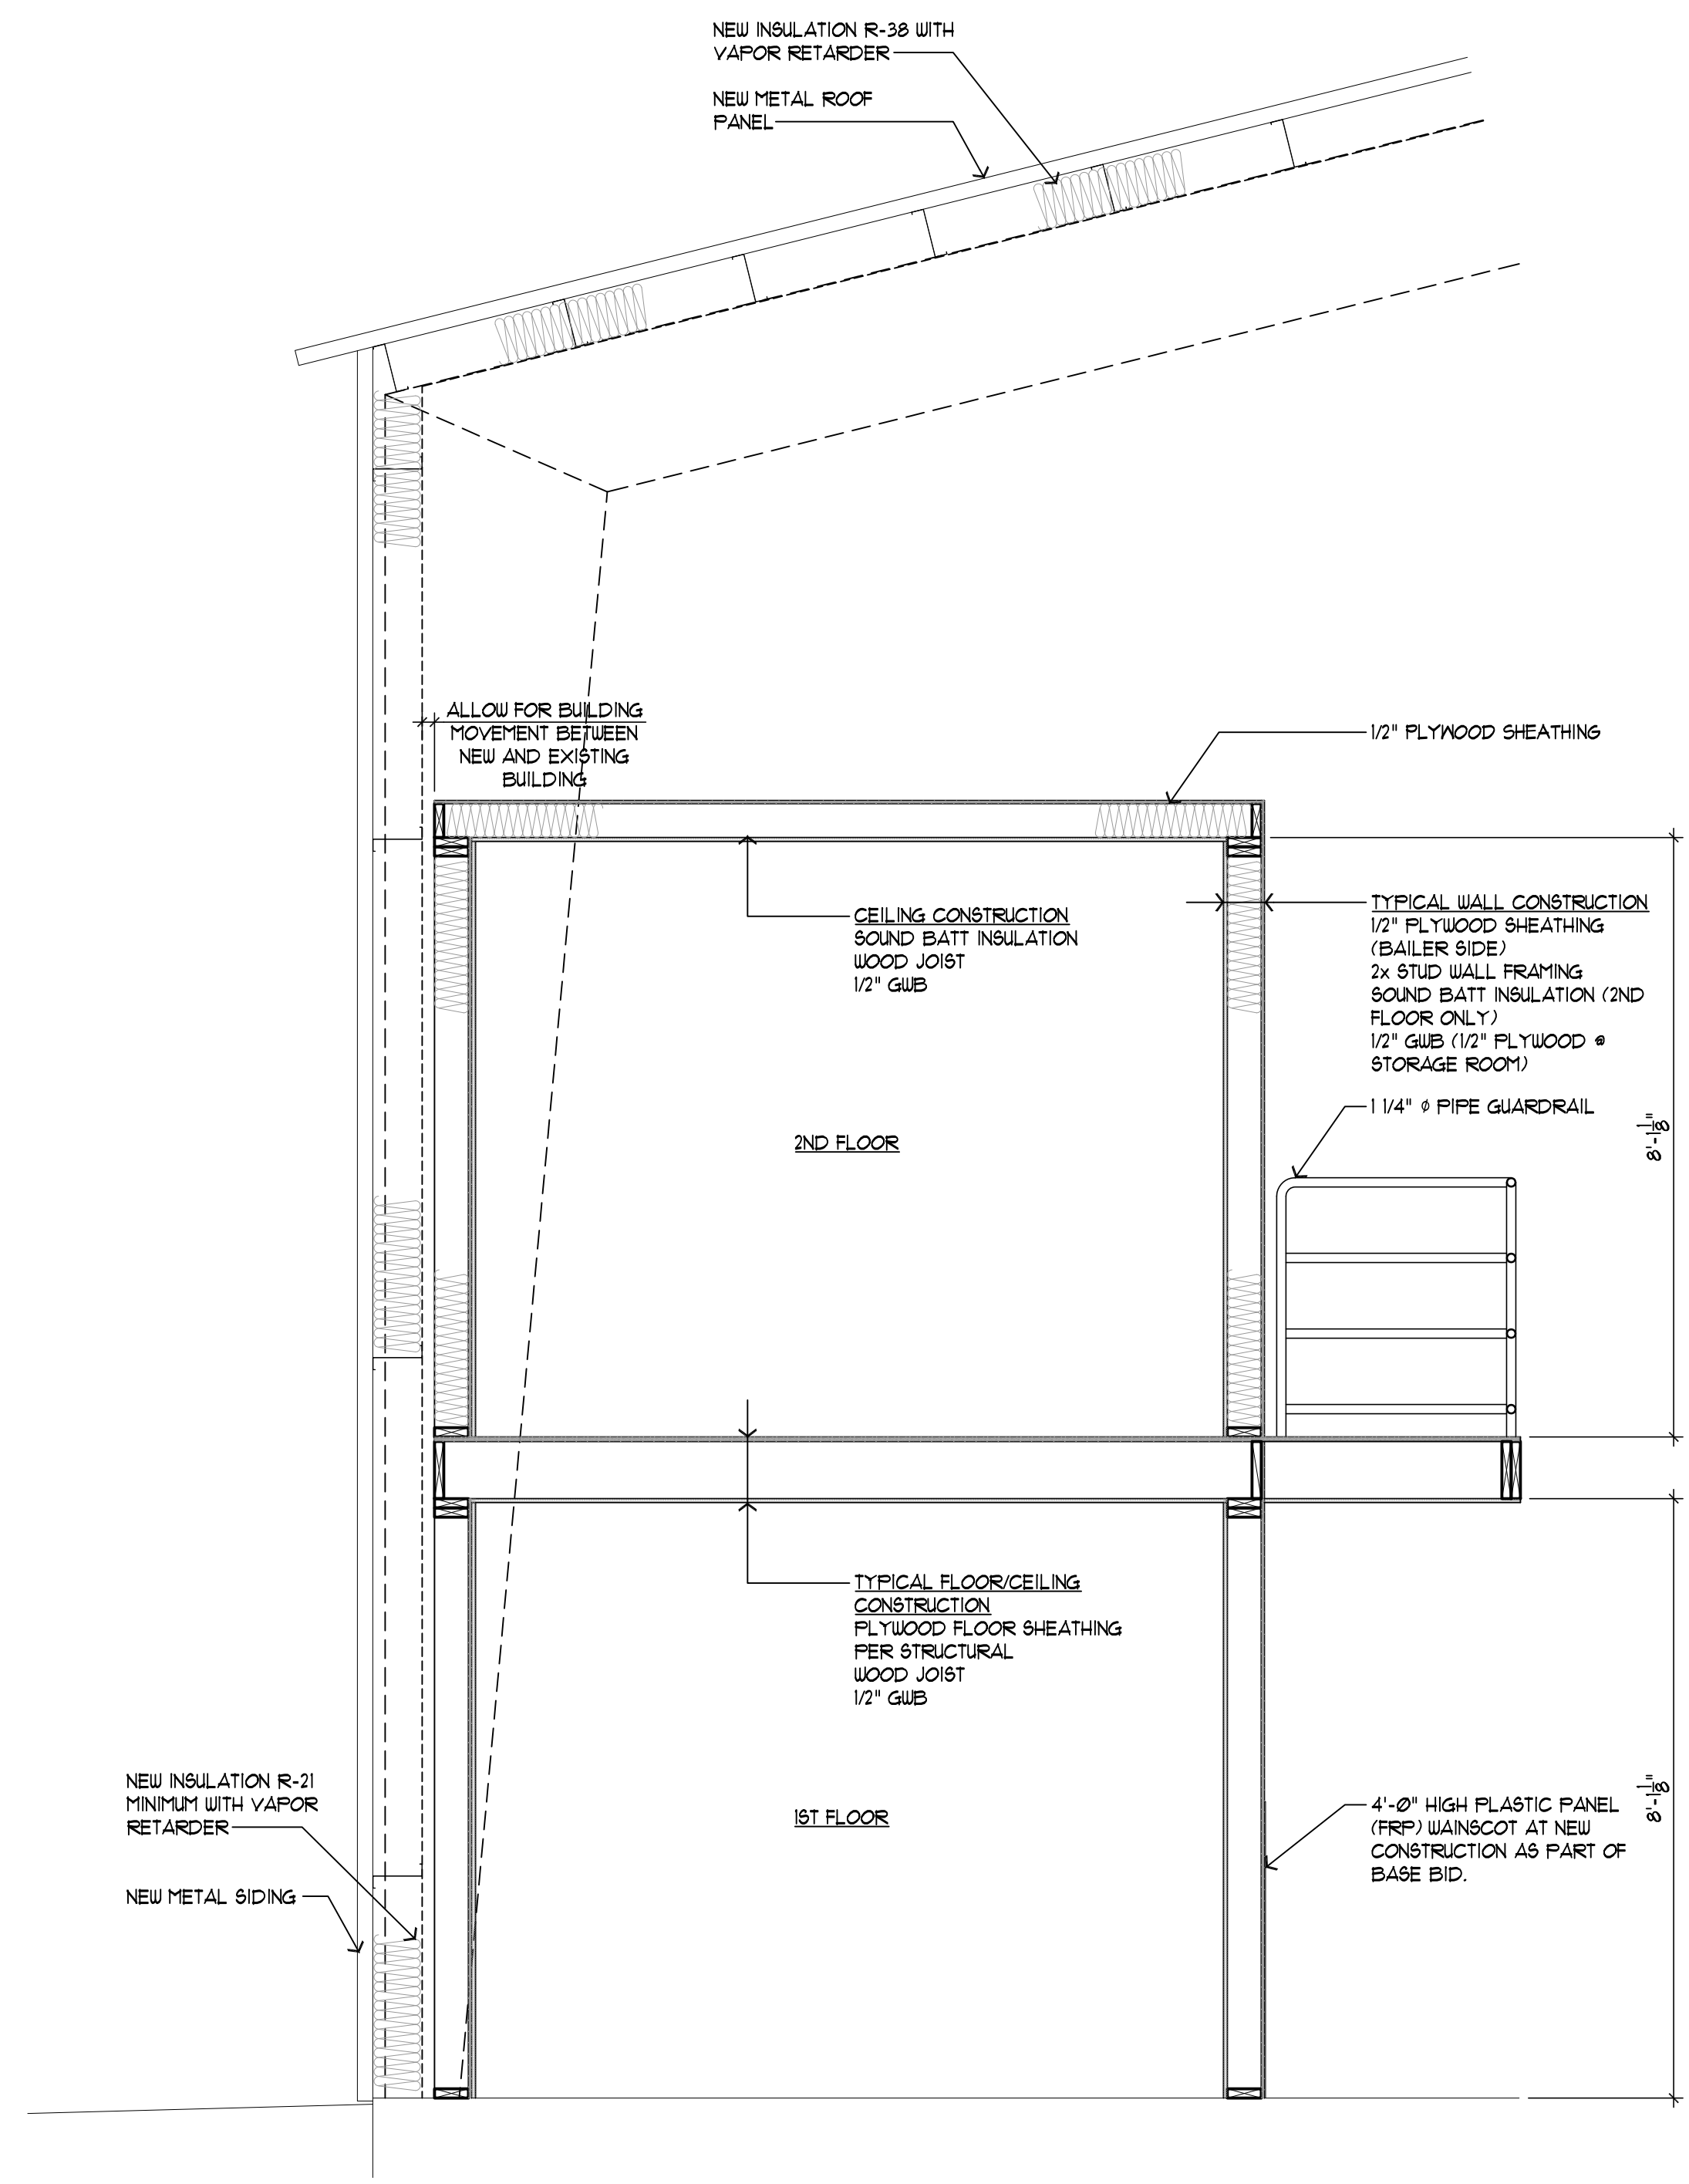 NEW INSULATION R-38 WITH
VAPOR RETARDER
NEW METAL ROOF
PANEL
ALLOW FOR BUILDING
MOVEMENT BETWEEN
NEW AND EXISTING
BUILDING
1/2" PLYWOOD SHEATHING
CEILING CONSTRUCTION
SOUND BATT INSULATION
WOOD JOIST
1/2" GWB
TYPICAL WALL CONSTRUCTION
1/2" PLYWOOD SHEATHING
(BAILER SIDE)
2x STUD WALL FRAMING
SOUND BATT INSULATION (2ND
FLOOR ONLY)
1/2" GWB (1/2" PLYWOOD @
STORAGE ROOM)
1 1/4" ø PIPE GUARDRAIL
8'-1 1/8"
2ND FLOOR
TYPICAL FLOOR/CEILING
CONSTRUCTION
PLYWOOD FLOOR SHEATHING
PER STRUCTURAL
WOOD JOIST
1/2" GWB
NEW INSULATION R-21
MINIMUM WITH VAPOR
RETARDER
NEW METAL SIDING
1ST FLOOR
4'-0" HIGH PLASTIC PANEL
(FRP) WAINSCOT AT NEW
CONSTRUCTION AS PART OF
BASE BID.
8'-1 1/8"